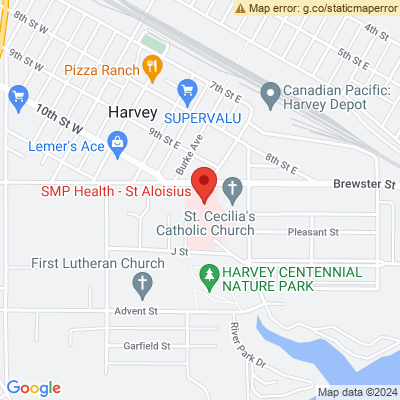 Map error: g.co/staticmaperror
8th St W
9th St W
5th St E
6th St E
Pizza Ranch
7th St E
Canadian Pacific:
Harvey Depot
Harvey
10th St W
SUPERVALU
9th St E
Lemer's Ace
Burke Ave
8th St E
Brewster St
SMP Health - St Aloisius
St. Cecilia's
Catholic Church
Pleasant St
J St
First Lutheran Church
HARVEY CENTENNIAL
NATURE PARK
Advent St
River Park Dr
Garfield St
Google
Map data ©2024